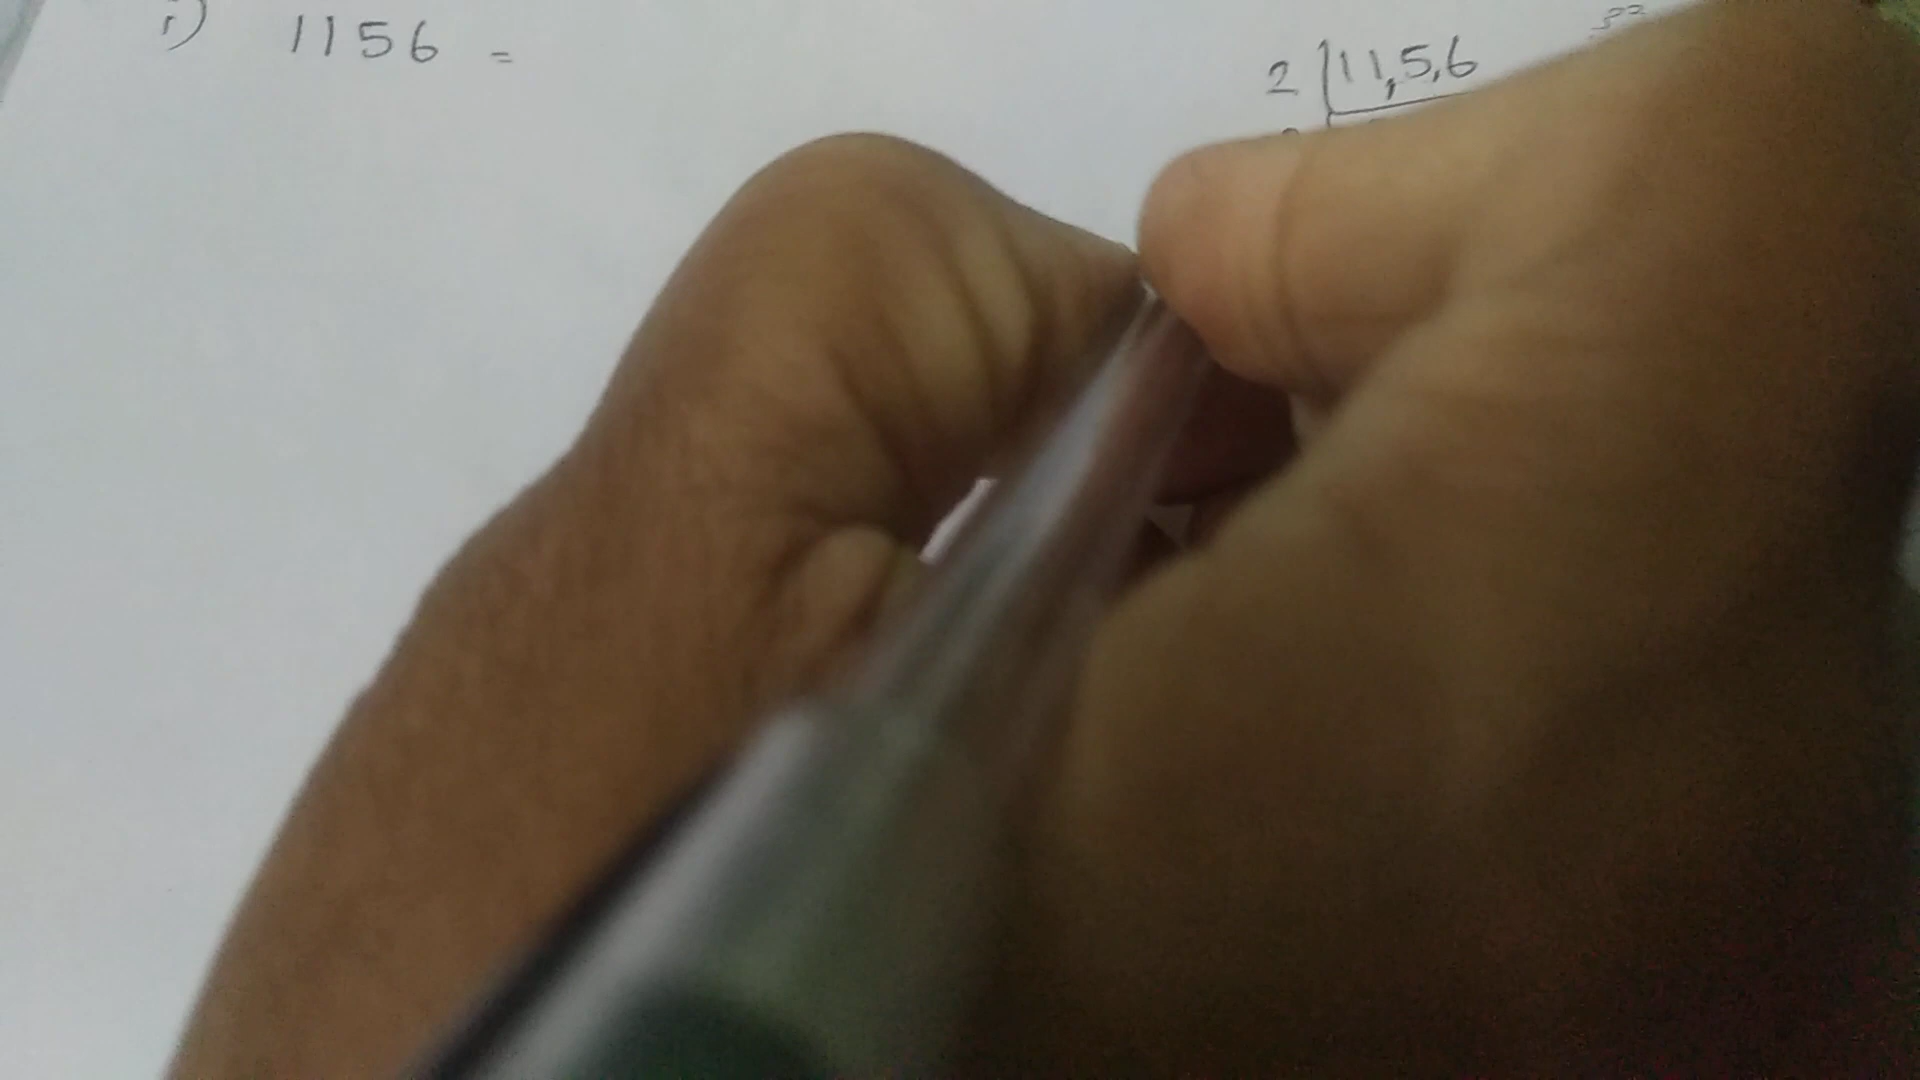 i) 1156 =
2 | 11,5,6